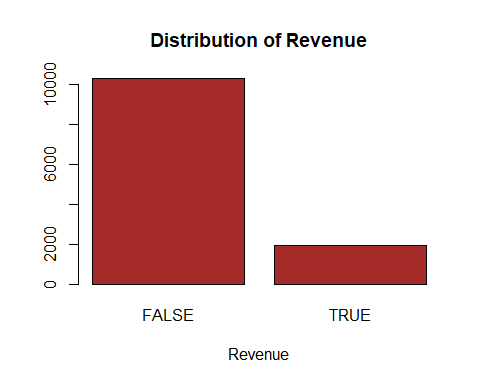 Distribution of Revenue
10000
6000
2000
0
FALSE TRUE
Revenue